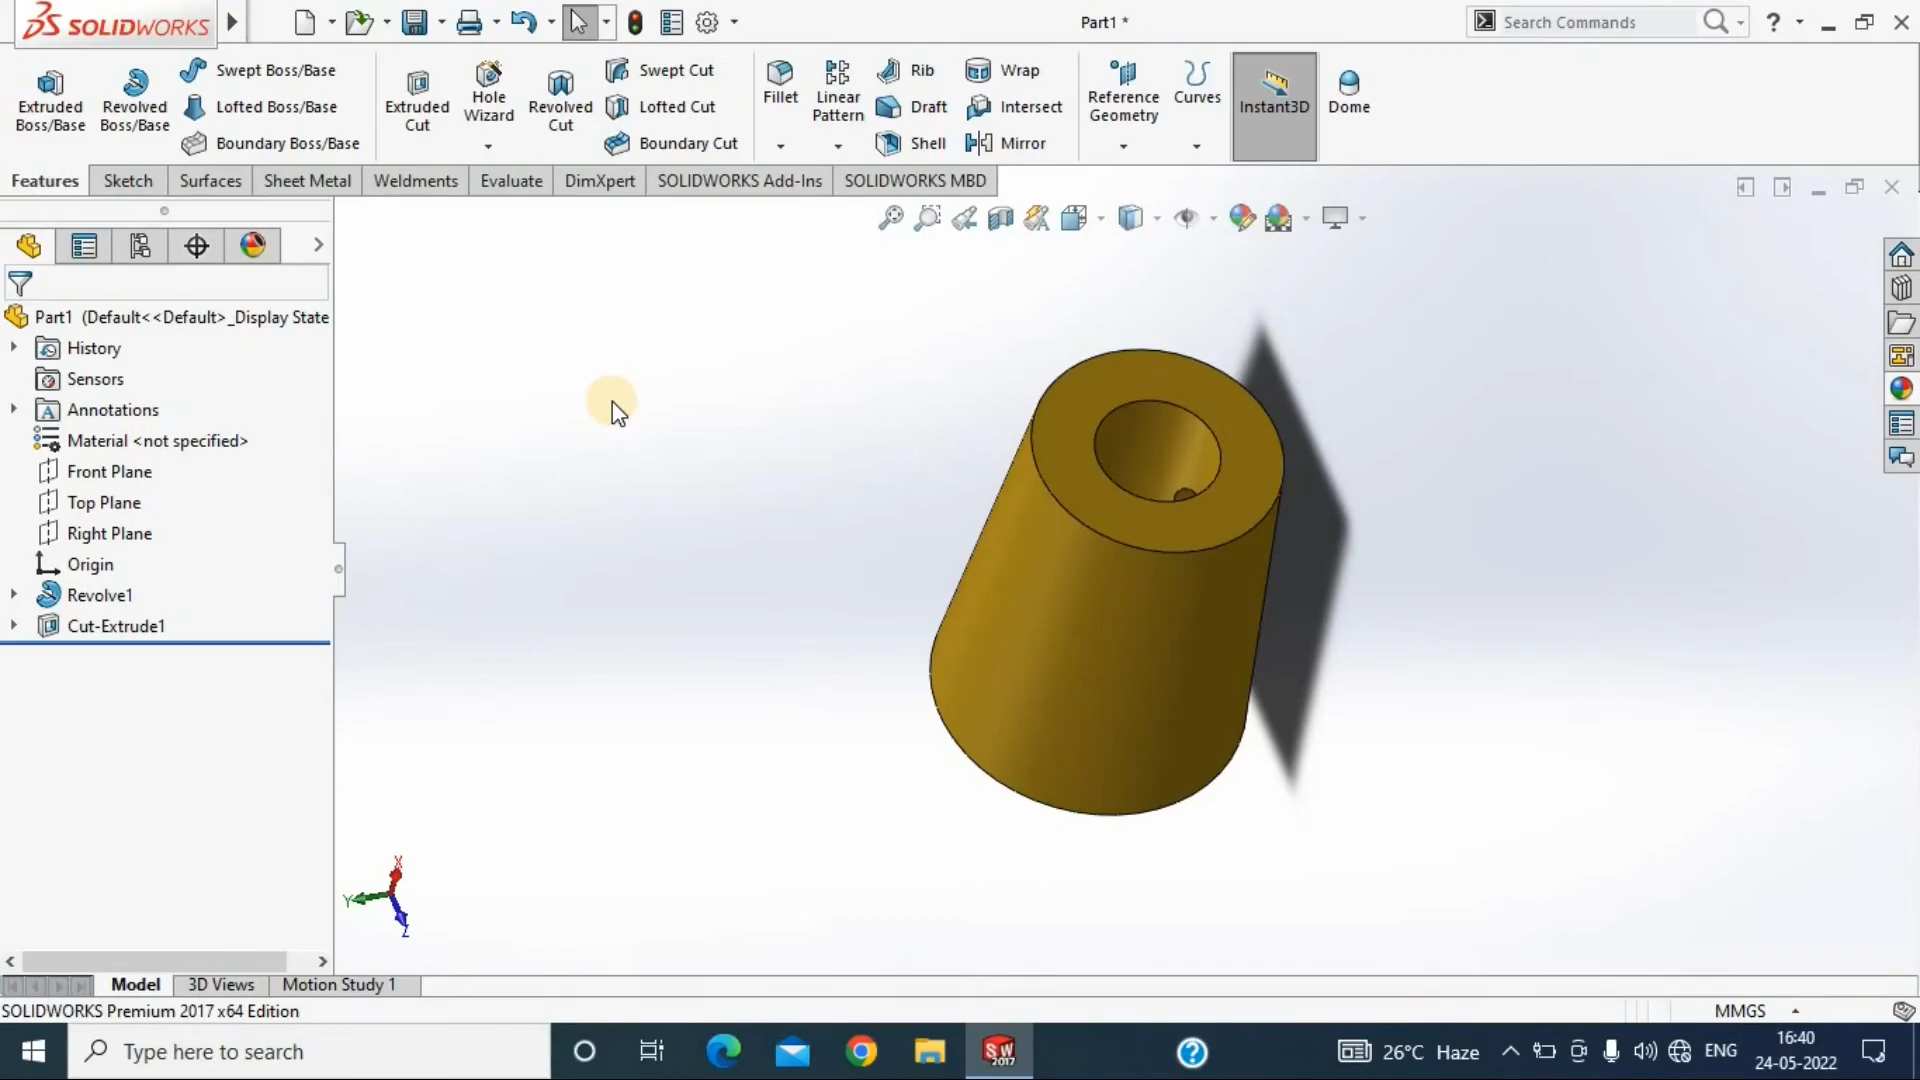 SOLIDWORKS
Part1 *
Search Commands
?
Extruded Boss/Base
Revolved Boss/Base
Swept Boss/Base
Lofted Boss/Base
Boundary Boss/Base
Extruded Cut
Hole Wizard
Revolved Cut
Swept Cut
Lofted Cut
Boundary Cut
Fillet
Linear Pattern
Rib
Draft
Shell
Wrap
Intersect
Mirror
Reference Geometry
Curves
Instant3D
Dome
Features
Sketch
Surfaces
Sheet Metal
Weldments
Evaluate
DimXpert
SOLIDWORKS Add-Ins
SOLIDWORKS MBD
Part1 (Default<<Default>_Display State
History
Sensors
Annotations
Material <not specified>
Front Plane
Top Plane
Right Plane
Origin
Revolve1
Cut-Extrude1
X
Y
Z
Model
3D Views
Motion Study 1
SOLIDWORKS Premium 2017 x64 Edition
MMGS
Type here to search
SW
2017
26°C Haze
ENG
16:40
24-05-2022